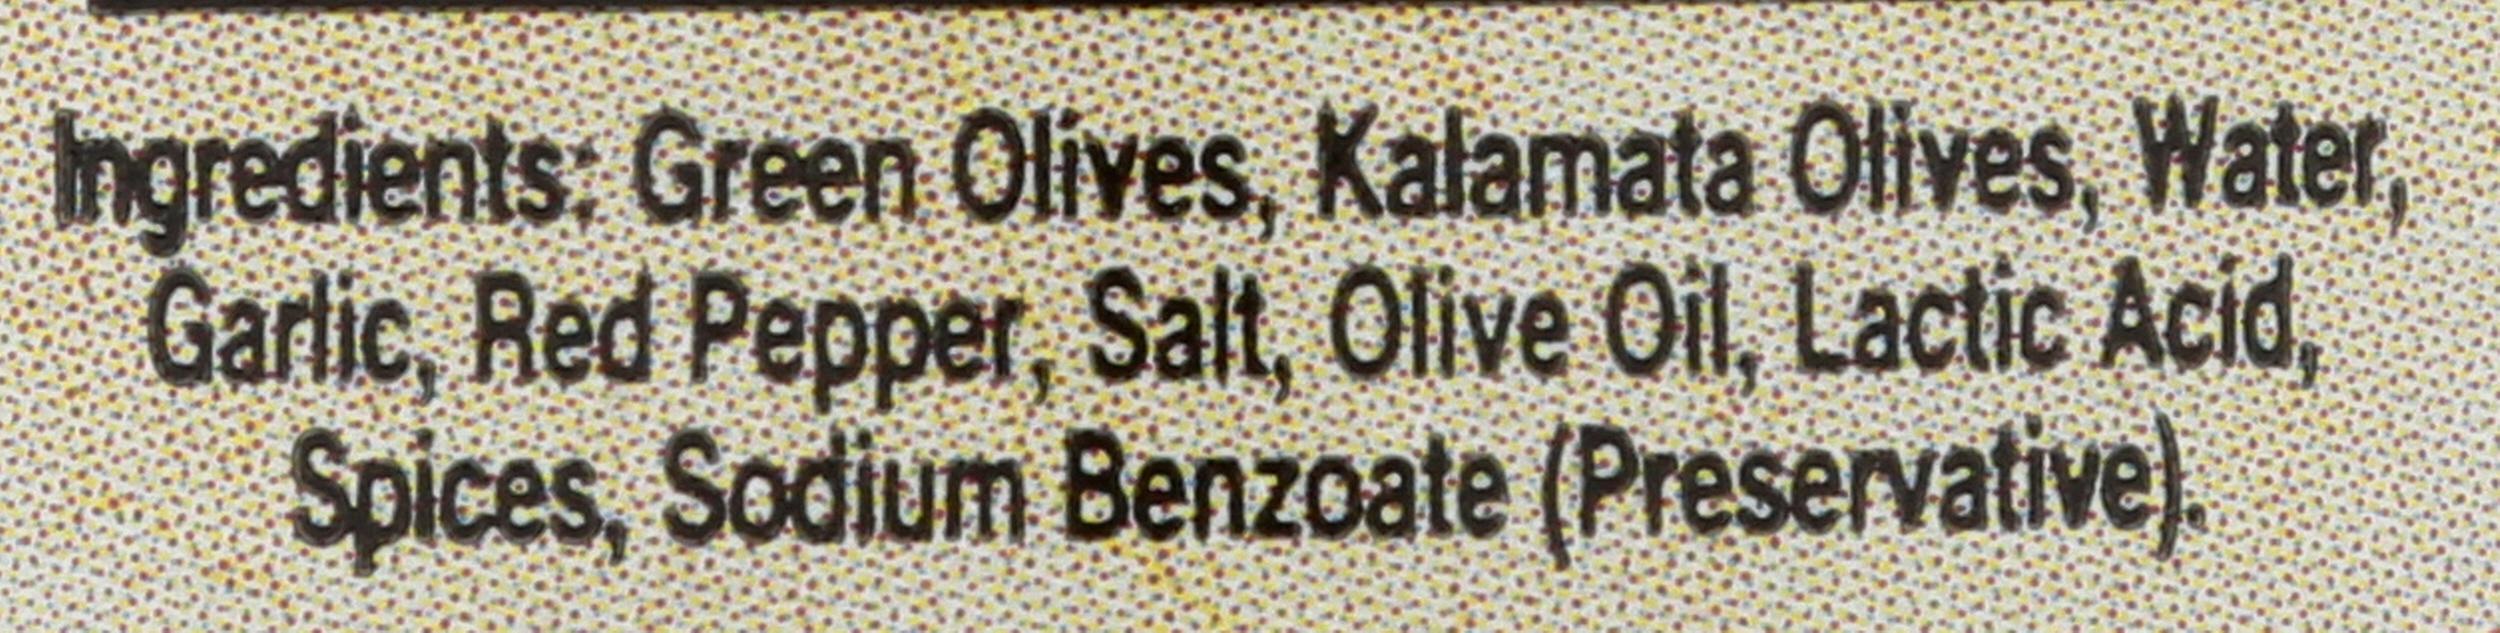 Ingredients: Green Olives, Kalamata Olives, Water,
Garlic, Red Pepper, Salt, Olive Oil, Lactic Acid,
Spices, Sodium Benzoate (Preservative).